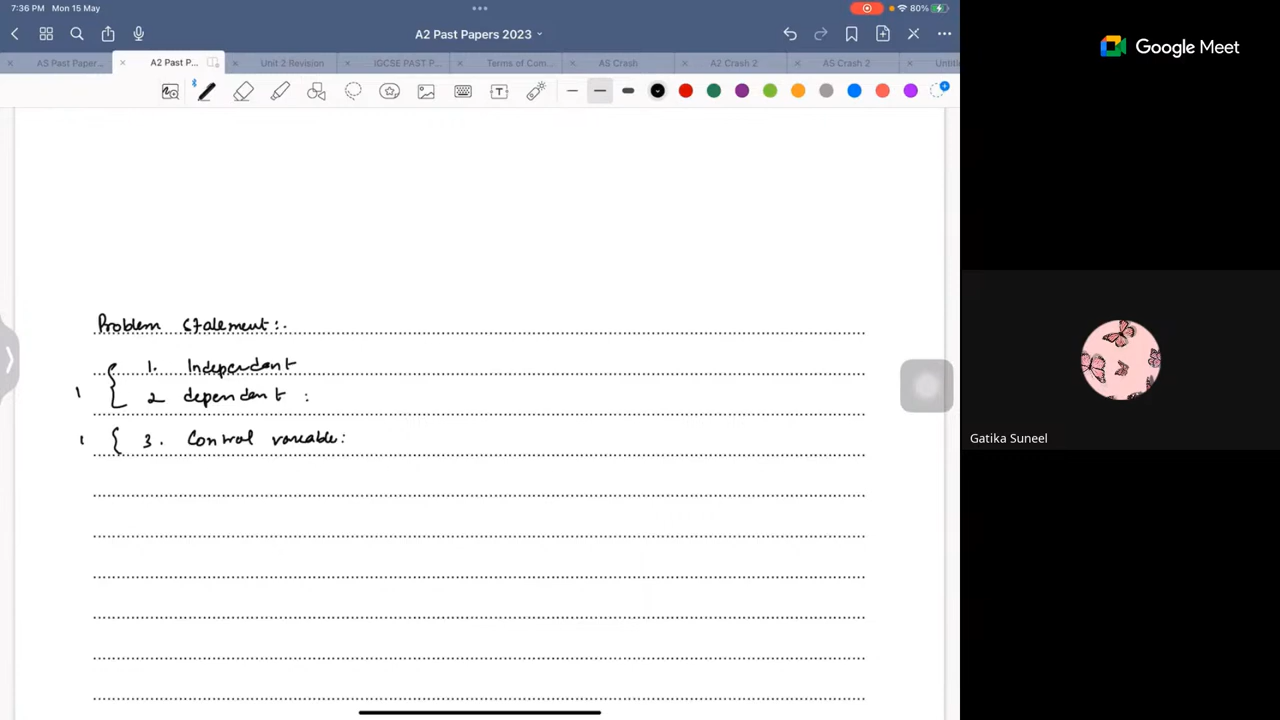 7:36 PM Mon 15 May
80%
A2 Past Papers 2023
Google Meet
AS Past Paper...
A2 Past P...
Unit 2 Revision
IGCSE PAST P...
Terms of Com...
AS Crash
A2 Crash 2
AS Crash 2
Untitl
Problem statement:.
1. Independent
1 2 dependent :
1 3. Control variable:
Gatika Suneel